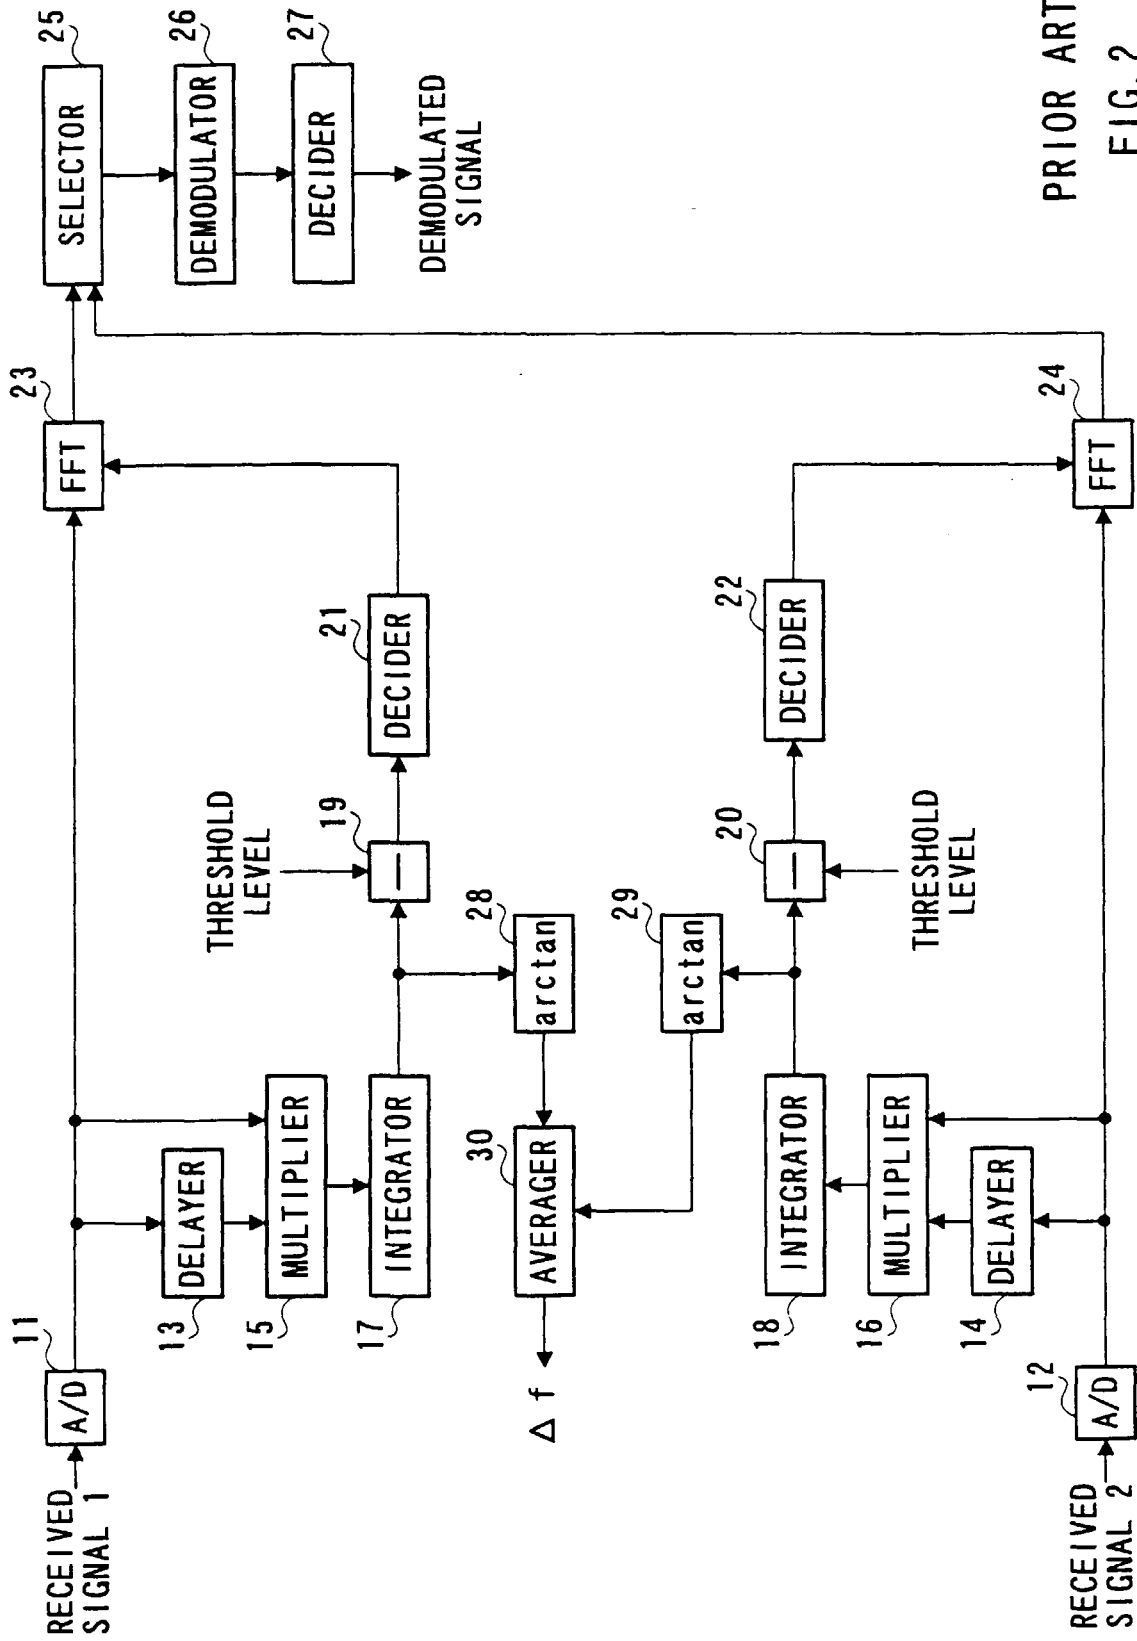 RECEIVED
SIGNAL 1
11
A/D
13
DELAYER
15
MULTIPLIER
17
INTEGRATOR
THRESHOLD
LEVEL
19
21
DECIDER
23
FFT
25
SELECTOR
26
DEMODULATOR
27
DECIDER
DEMODULATED
SIGNAL
28
arctan
30
AVERAGER
Δf
29
arctan
18
INTEGRATOR
20
THRESHOLD
LEVEL
22
DECIDER
16
MULTIPLIER
14
DELAYER
RECEIVED
SIGNAL 2
12
A/D
24
FFT
PRIOR ART
FIG. 2